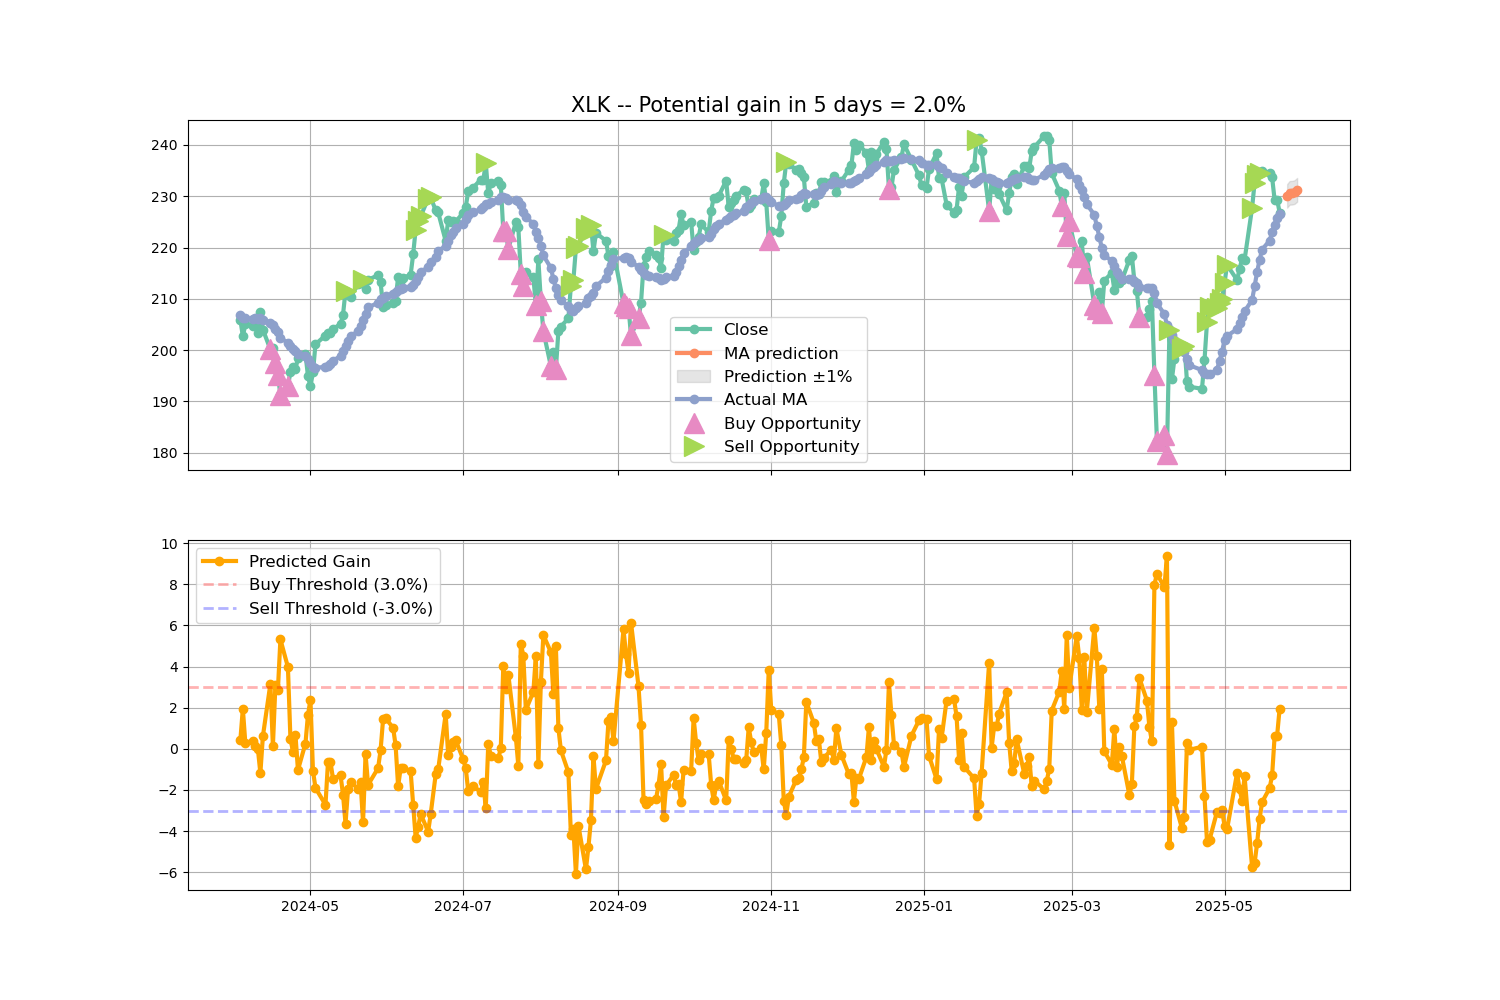 XLK -- Potential gain in 5 days = 2.0%
240
230
220
210
200
190
180
Close
MA prediction
Prediction ±1%
Actual MA
Buy Opportunity
Sell Opportunity
10
8
6
4
2
0
−2
−4
−6
Predicted Gain
Buy Threshold (3.0%)
Sell Threshold (-3.0%)
2024-05 2024-07 2024-09 2024-11 2025-01 2025-03 2025-05